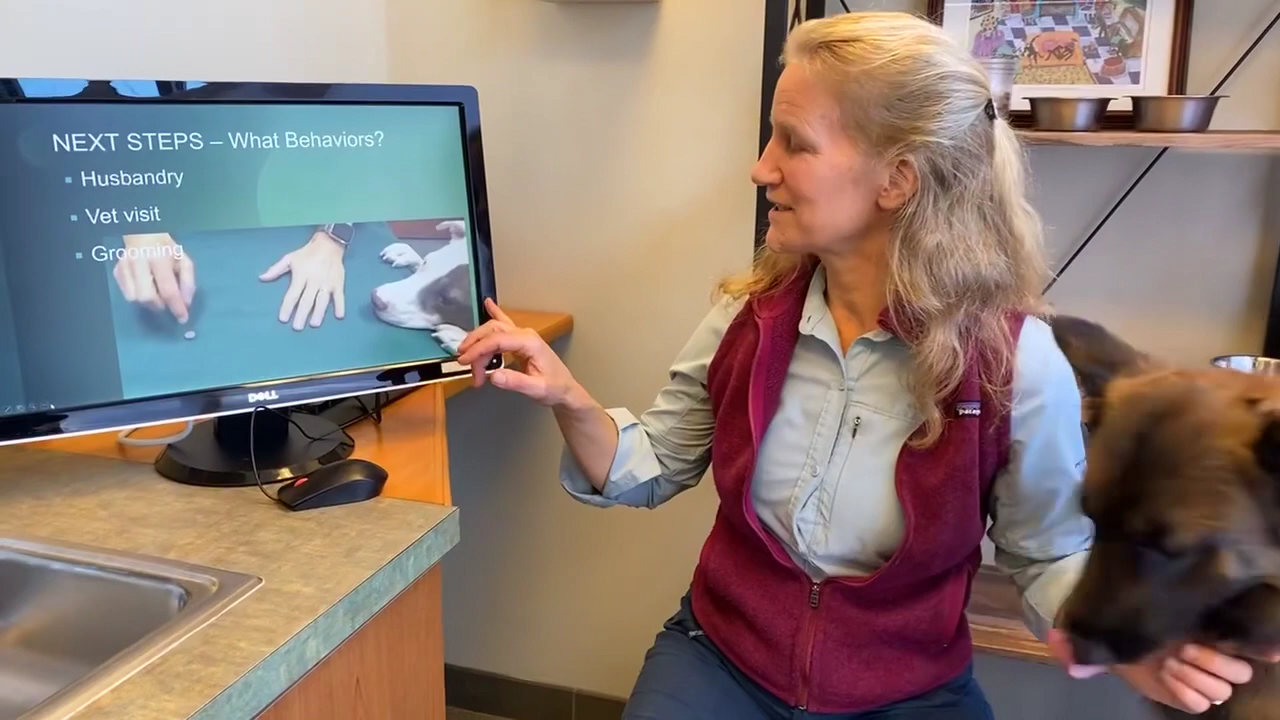 NEXT STEPS – What Behaviors?
Husbandry
Vet visit
Grooming
DELL